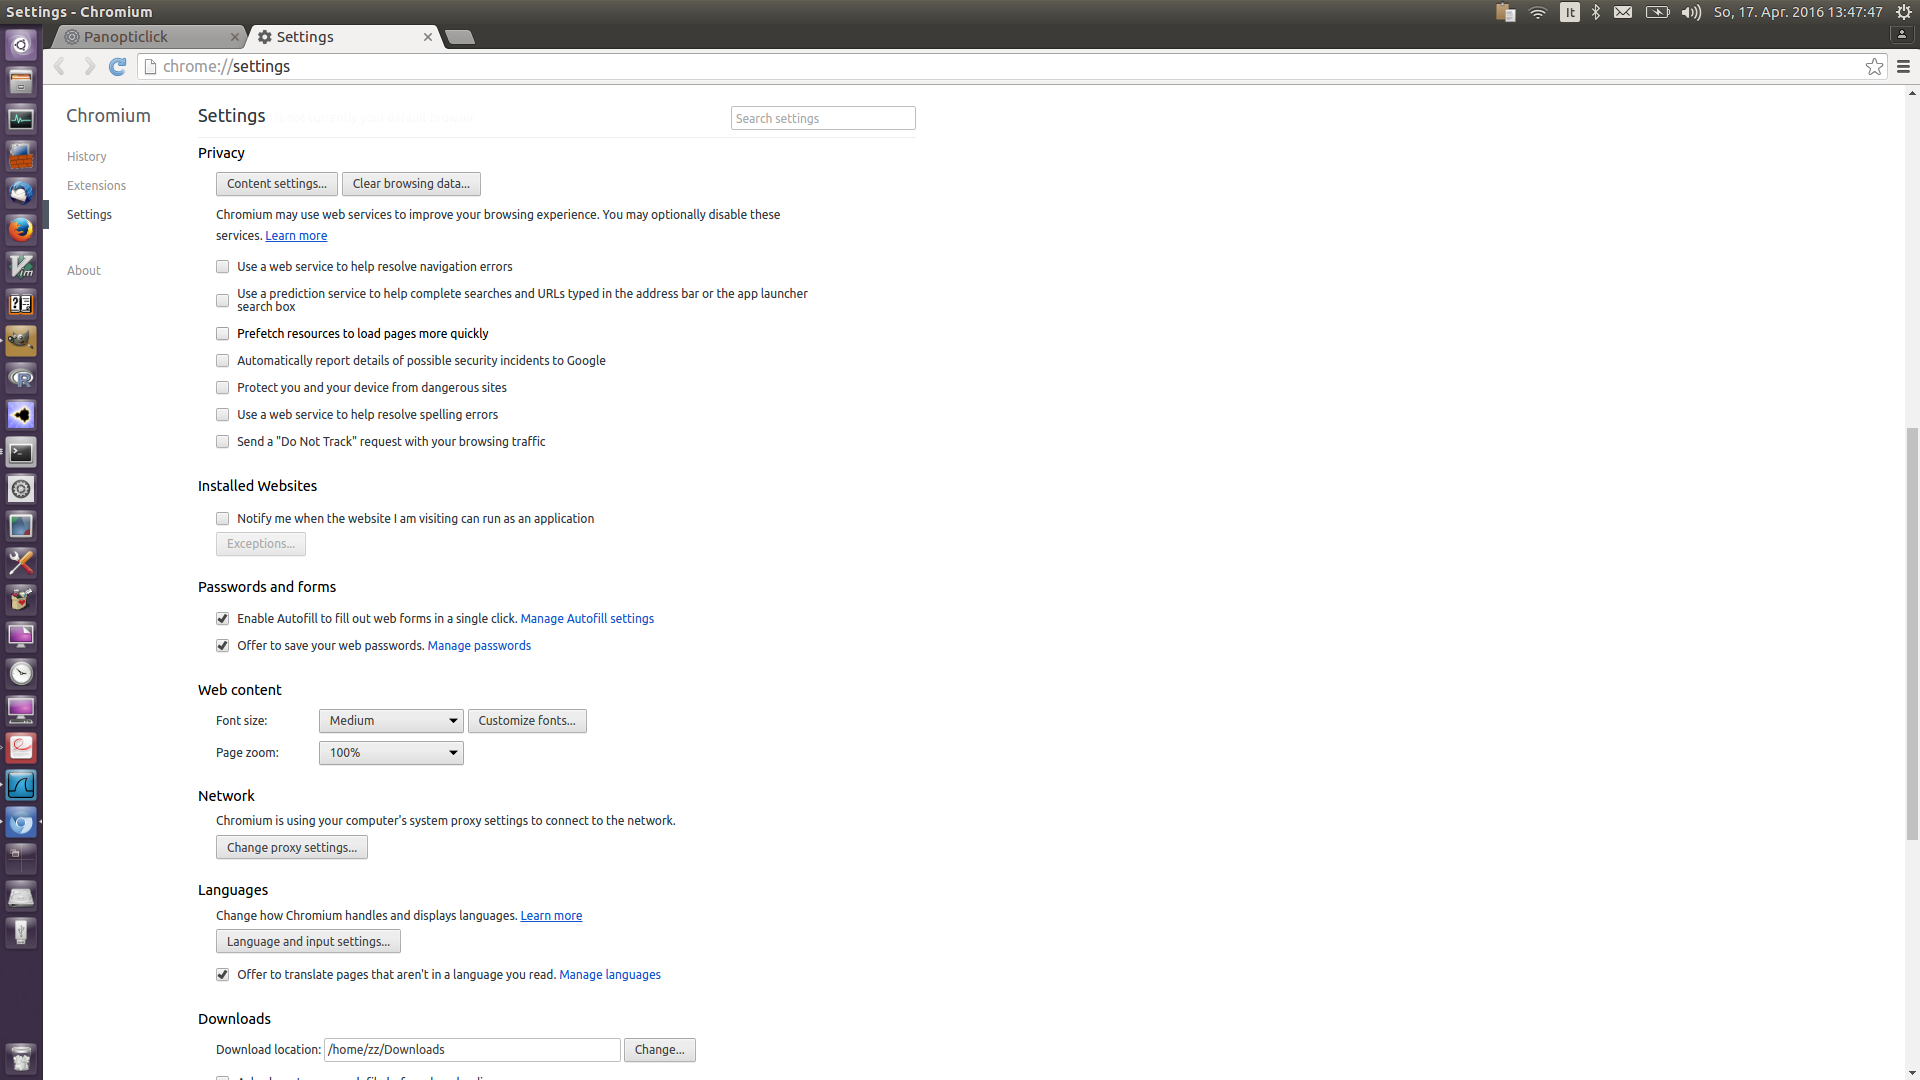 Settings - Chromium
It
So, 17. Apr. 2016 13:47:47
Panopticlick
Settings
chrome://settings
Chromium
Settings
Search settings
History
Extensions
Settings
About
Privacy
Content settings...
Clear browsing data...
Chromium may use web services to improve your browsing experience. You may optionally disable these
services. Learn more
Use a web service to help resolve navigation errors
Use a prediction service to help complete searches and URLs typed in the address bar or the app launcher
search box
Prefetch resources to load pages more quickly
Automatically report details of possible security incidents to Google
Protect you and your device from dangerous sites
Use a web service to help resolve spelling errors
Send a "Do Not Track" request with your browsing traffic
Installed Websites
Notify me when the website I am visiting can run as an application
Exceptions...
Passwords and forms
Enable Autofill to fill out web forms in a single click. Manage Autofill settings
Offer to save your web passwords. Manage passwords
Web content
Font size:
Medium
Customize fonts...
Page zoom:
100%
Network
Chromium is using your computer's system proxy settings to connect to the network.
Change proxy settings...
Languages
Change how Chromium handles and displays languages. Learn more
Language and input settings...
Offer to translate pages that aren't in a language you read. Manage languages
Downloads
Download location:
/home/zz/Downloads
Change...